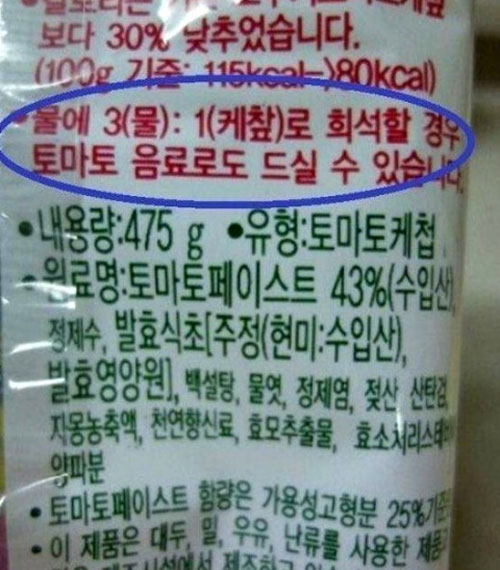 보다 30% 낮추었습니다.
(100g 기준: 115kcal->80kcal)
•물에 3(물): 1(케찹)로 희석할 경우
토마토 음료로도 드실 수 있습니다.
•내용량:475 g •유형:토마토케첩
•원료명:토마토페이스트 43%(수입산),
정제수, 발효식초[주정(현미:수입산),
발효영양원], 백설탕, 물엿, 정제염, 젖산 산탄검,
자몽농축액, 천연향신료, 효모추출물, 효소처리스테비
양파분
•토마토페이스트 함량은 가용성고형분 25%기준
•이 제품은 대두, 밀, 우유, 난류를 사용한 제품